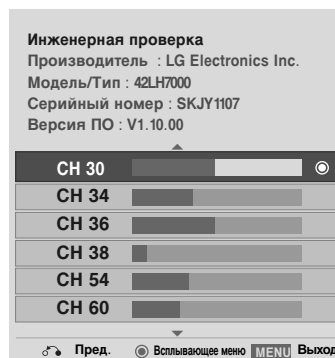 Инженерная проверка
Производитель : LG Electronics Inc.
Модель/Тип : 42LH7000
Серийный номер : SKJY1107
Версия ПО : V1.10.00
CH 30
CH 34
CH 36
CH 38
CH 54
CH 60
Пред. Всплывающее меню MENU Выход